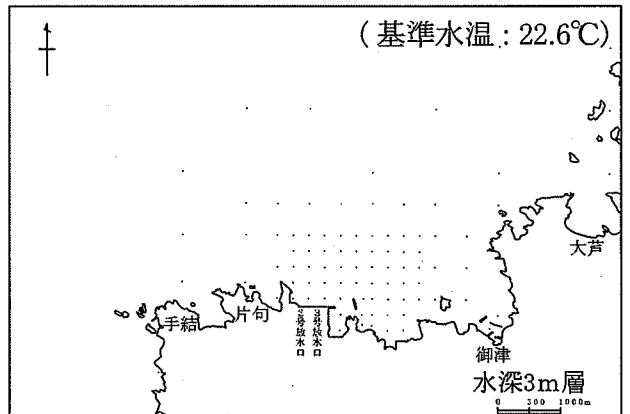 (基準水温：22.6℃)
大芦
手結
片句
2号放水口
3号放水口
御津
水深3m層
0 500 1000m